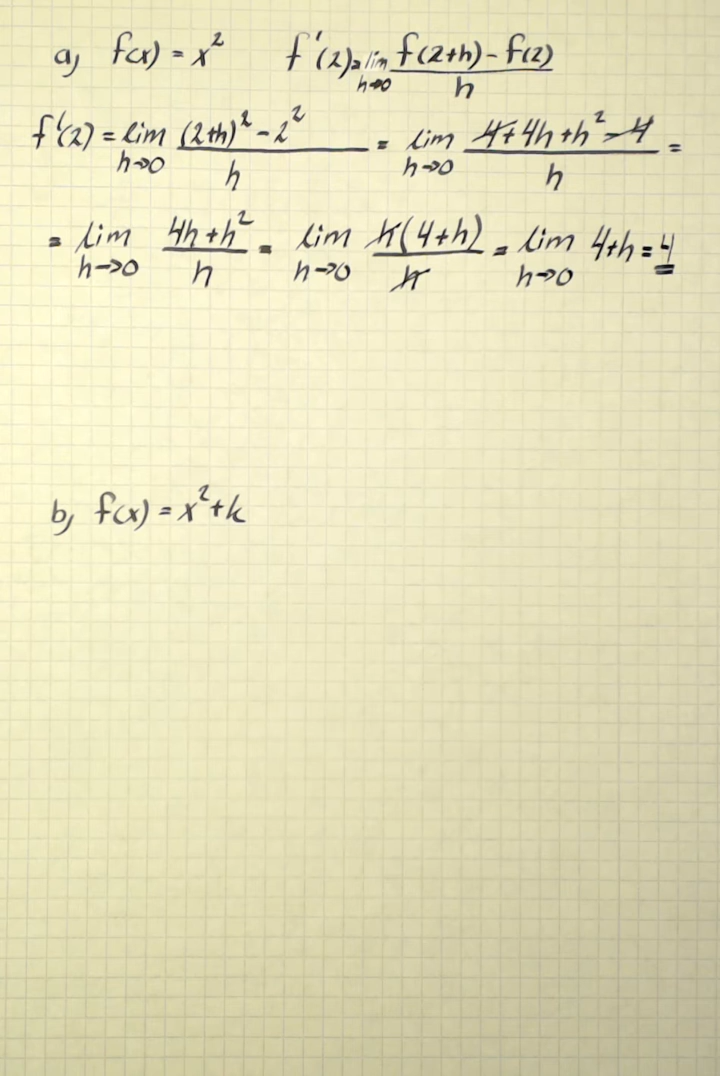 a) f(x) = x² f'(2) = lim h→0 f(2+h) - f(2) / h
f'(2) = lim h→0 (2+h)² - 2² / h = lim h→0 4 + 4h + h² - 4 / h =
= lim h→0 4h + h² / h = lim h→0 h(4+h) / h = lim h→0 4+h = 4
b) f(x) = x² + k